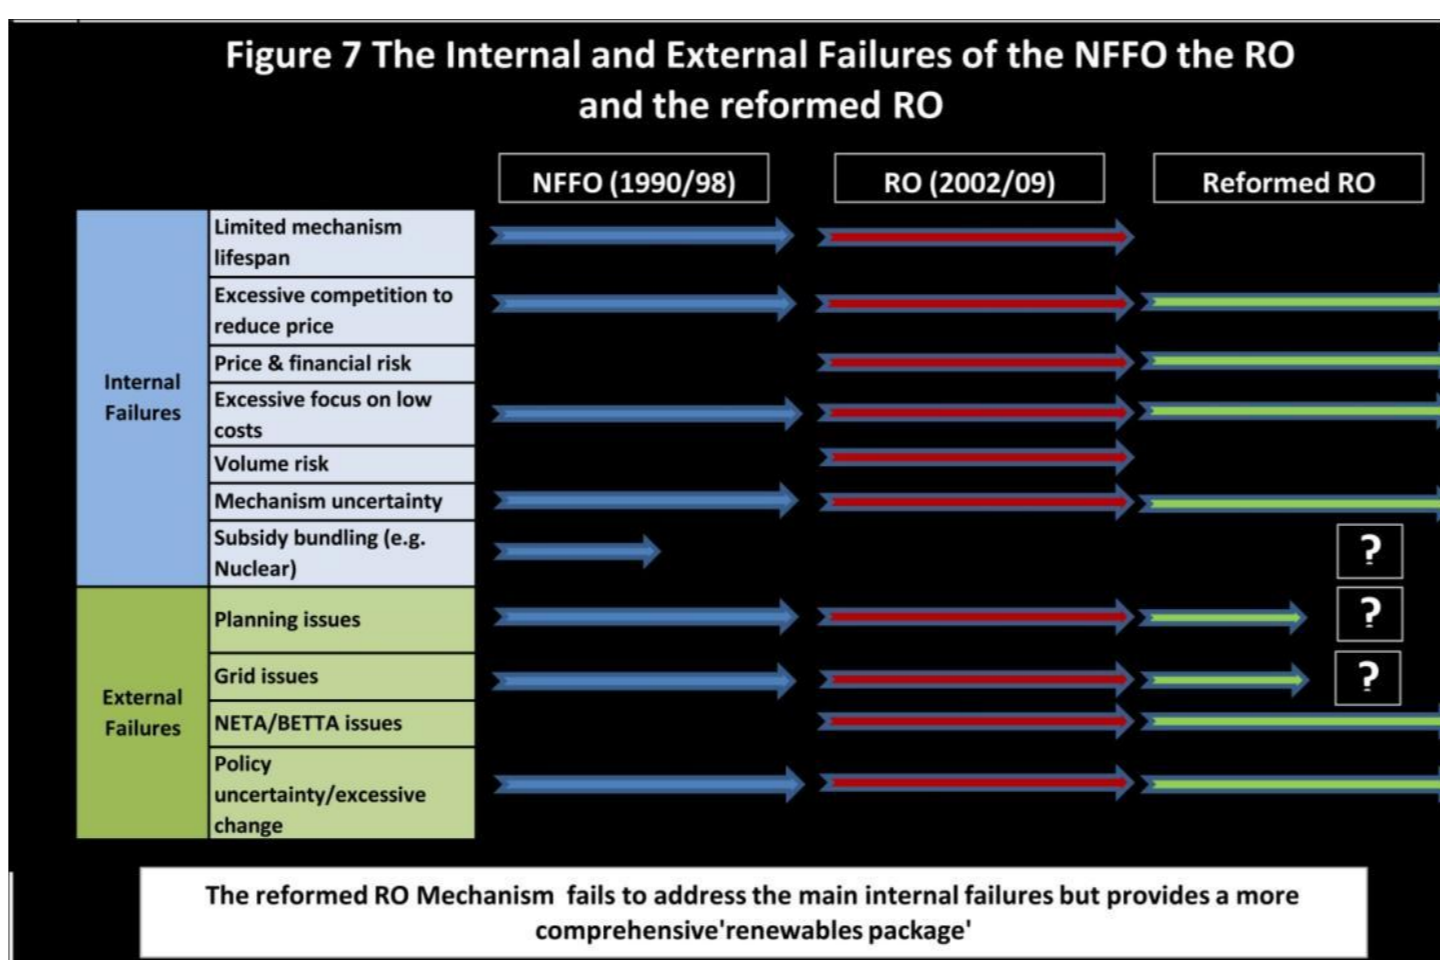 Figure 7 The Internal and External Failures of the NFFO the RO
and the reformed RO
NFFO (1990/98)
RO (2002/09)
Reformed RO
Internal
Failures
Limited mechanism
lifespan
Excessive competition to
reduce price
Price & financial risk
Excessive focus on low
costs
Volume risk
Mechanism uncertainty
Subsidy bundling (e.g.
Nuclear)
?
External
Failures
Planning issues
?
Grid issues
?
NETA/BETTA issues
Policy
uncertainty/excessive
change
The reformed RO Mechanism fails to address the main internal failures but provides a more
comprehensive'renewables package'